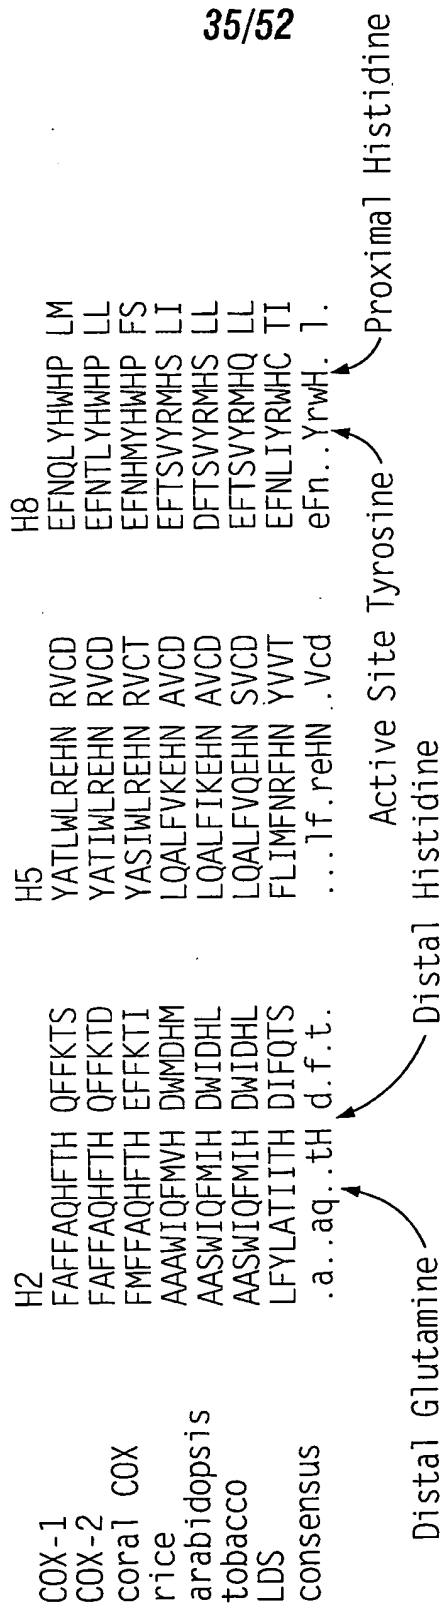 35/52
H2 H5 H8
COX-1 FAFFAQHFTH QFFKTS YATLWLREHN RVCD EFNQLYHWHP LM
COX-2 FAFFAQHFTH QFFKTD YATIWLREHN RVCD EFNTLYHWHP LL
coral COX FMFFAQHFTH EFFKTI YASIWLREHN RVCT EFNHMYHWHP FS
rice AAAWIQFMVH DWMDHM LQALFVKEHN AVCD EFTSVYRMHS LI
arabidopsis AASWIQFMIH DWIDHL LQALFIKEHN AVCD DFTSVYRMHS LL
tobacco AASWIQFMIH DWIDHL LQALFVQEHN SVCD EFTSVYRMHQ LL
LDS LFYLATIITH DIFQTS FLIMFNRFHN YVVT EFNLIYRWHC TI
consensus .a..aq..tH d.f.t. ...lf.reHN .Vcd eFn..YrwH. l.
Proximal Histidine
Active Site Tyrosine
Distal Histidine
Distal Glutamine